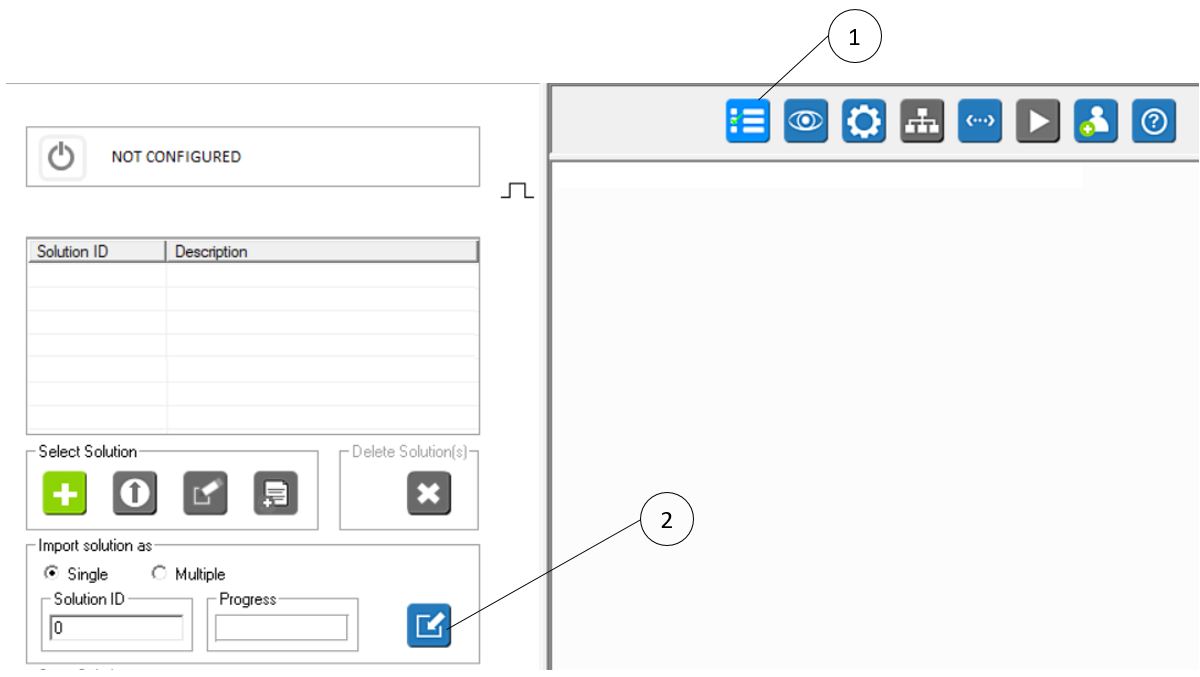 1
NOT CONFIGURED
Solution ID Description
Select Solution Delete Solution(s)
2
Import solution as
Single Multiple
Solution ID Progress
0